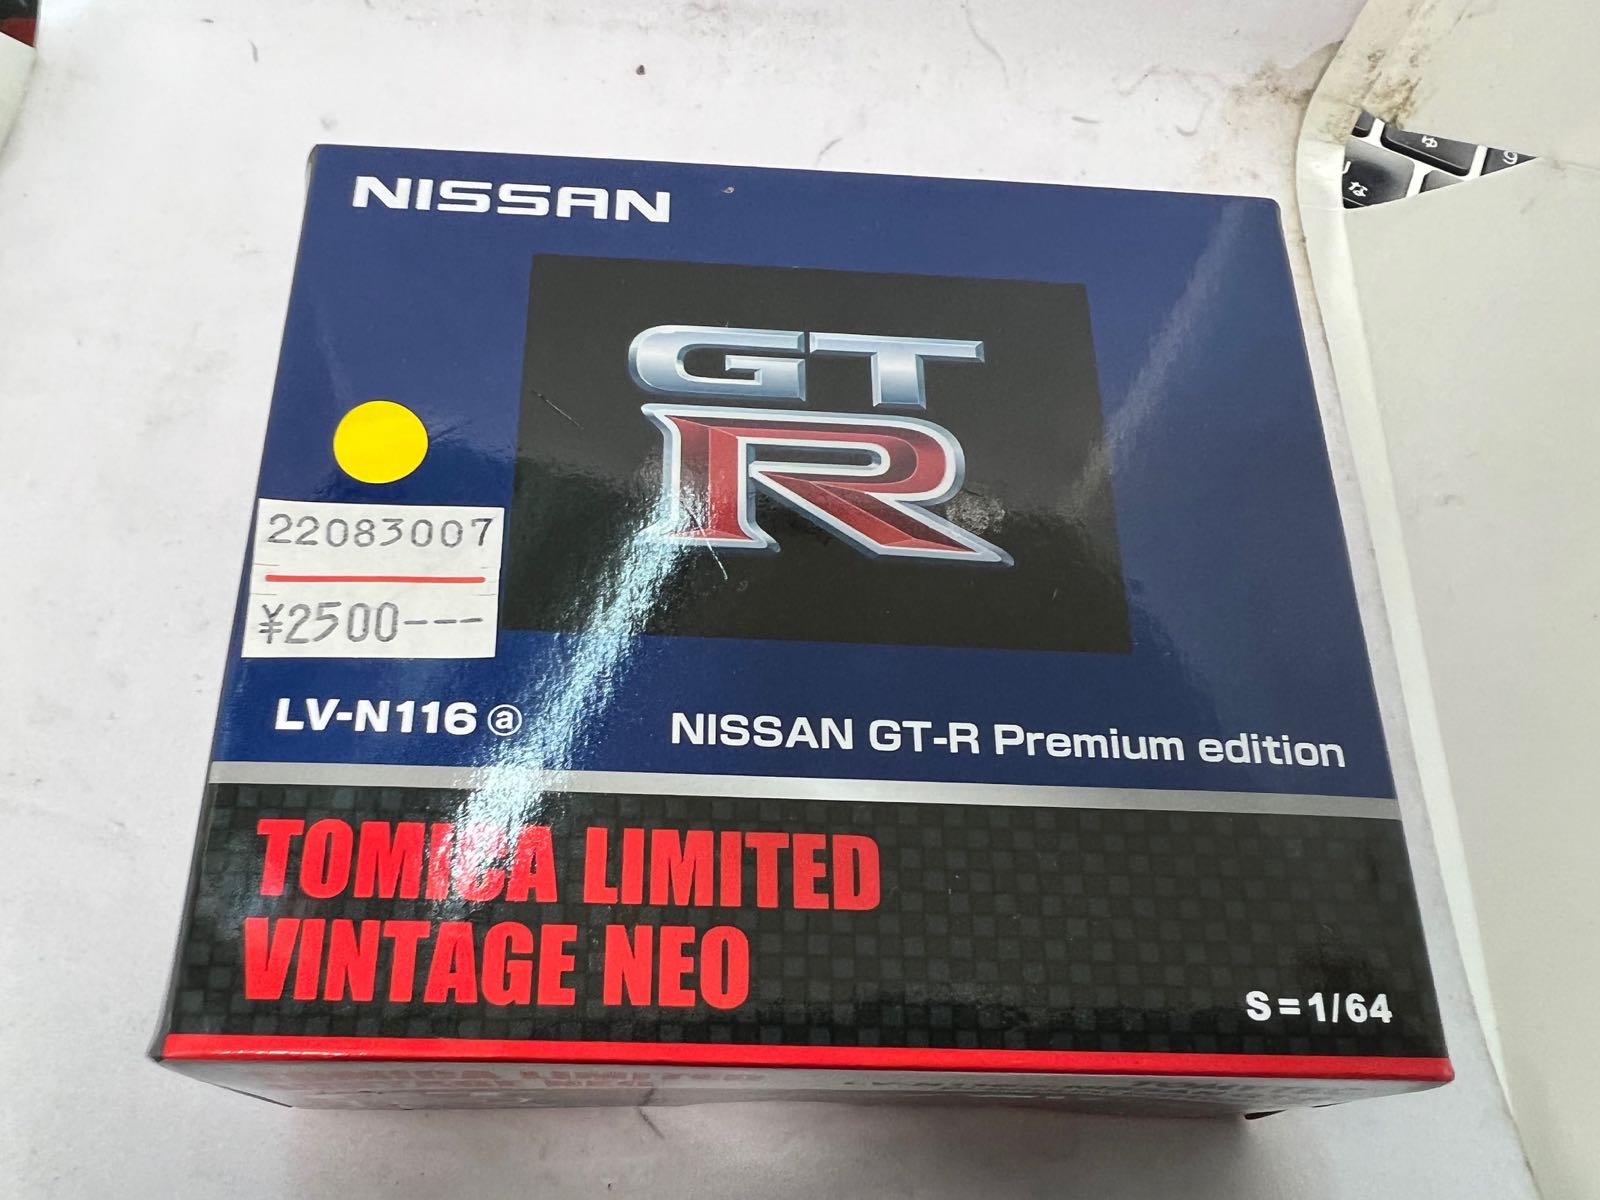 NISSAN
GT
R
22083007
¥2500---
LV-N116 ⓐ
NISSAN GT-R Premium edition
TOMICA LIMITED
VINTAGE NEO
S=1/64